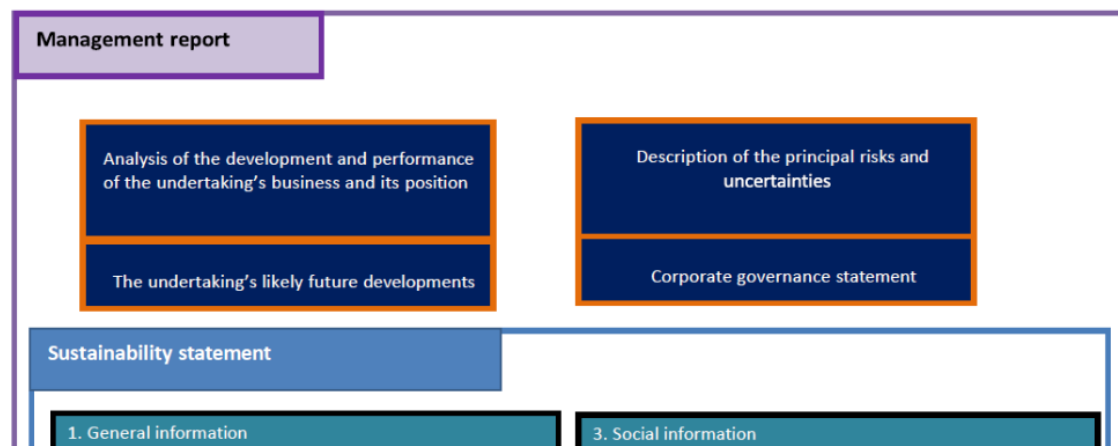 Management report
Analysis of the development and performance
of the undertaking’s business and its position
Description of the principal risks and
uncertainties
The undertaking’s likely future developments
Corporate governance statement
Sustainability statement
1. General information
3. Social information